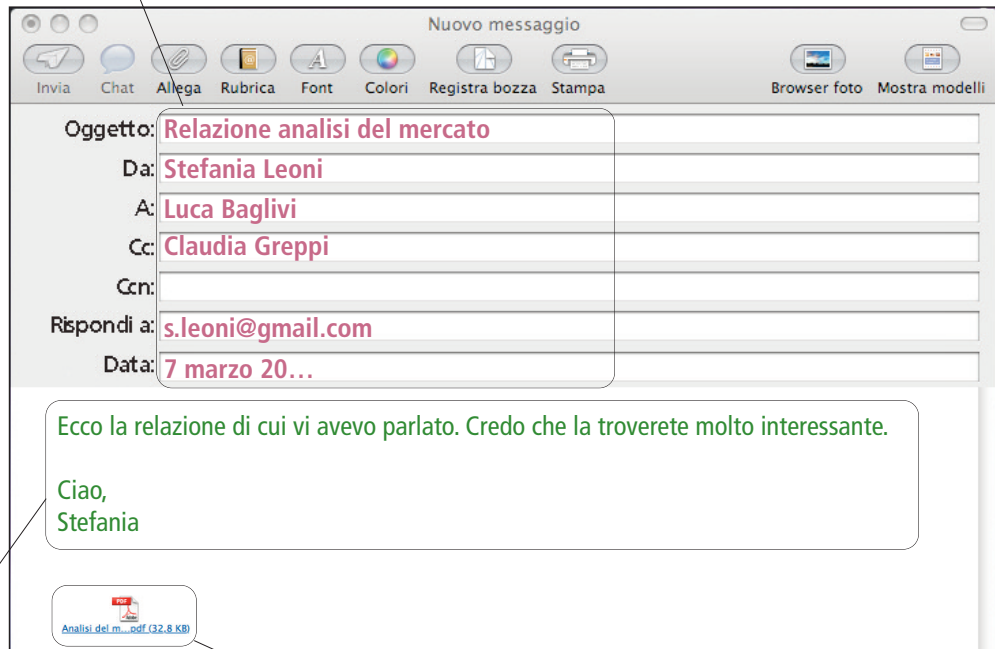 Nuovo messaggio
Invia Chat Allega Rubrica Font Colori Registra bozza Stampa Browser foto Mostra modelli
Oggetto: Relazione analisi del mercato
Da: Stefania Leoni
A: Luca Baglivi
Cc: Claudia Greppi
Ccn:
Rispondi a: s.leoni@gmail.com
Data: 7 marzo 20...
Ecco la relazione di cui vi avevo parlato. Credo che la troverete molto interessante.
Ciao,
Stefania
PDF
Analisi del m...pdf (32,8 KB)